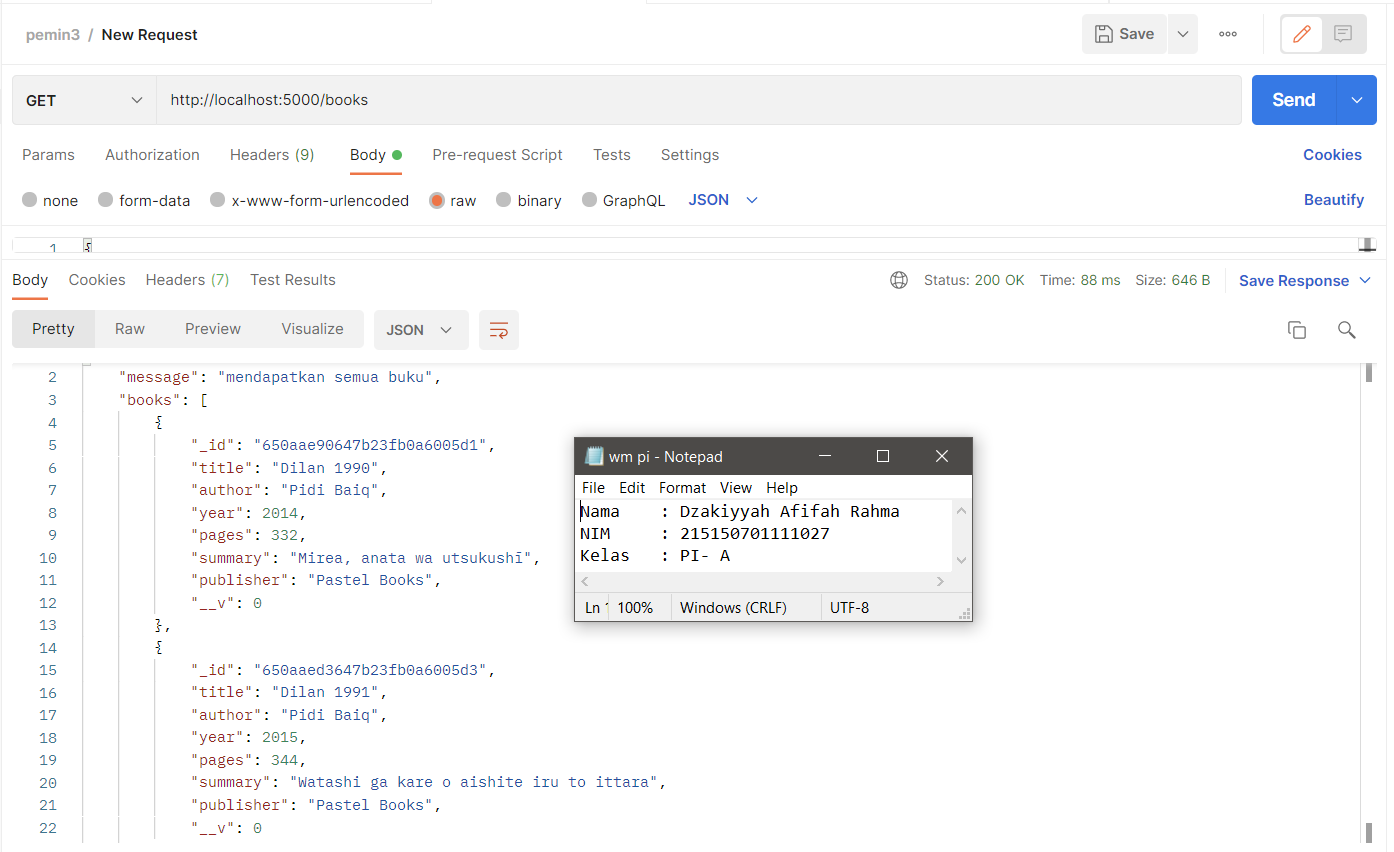 pemin3 / New Request
Save
GET
http://localhost:5000/books
Send
Params Authorization Headers (9) Body Pre-request Script Tests Settings Cookies
none form-data x-www-form-urlencoded raw binary GraphQL JSON Beautify
1 {
Body Cookies Headers (7) Test Results Status: 200 OK Time: 88 ms Size: 646 B Save Response
Pretty Raw Preview Visualize JSON
2 "message": "mendapatkan semua buku",
3 "books": [
4 {
5 "_id": "650aae90647b23fb0a6005d1",
6 "title": "Dilan 1990",
7 "author": "Pidi Baiq",
8 "year": 2014,
9 "pages": 332,
10 "summary": "Mirea, anata wa utsukushī",
11 "publisher": "Pastel Books",
12 "__v": 0
13 },
14 {
15 "_id": "650aaed3647b23fb0a6005d3",
16 "title": "Dilan 1991",
17 "author": "Pidi Baiq",
18 "year": 2015,
19 "pages": 344,
20 "summary": "Watashi ga kare o aishite iru to ittara",
21 "publisher": "Pastel Books",
22 "__v": 0
wm pi - Notepad
File Edit Format View Help
Nama : Dzakiyyah Afifah Rahma
NIM : 215150701111027
Kelas : PI- A
Ln 100% Windows (CRLF) UTF-8